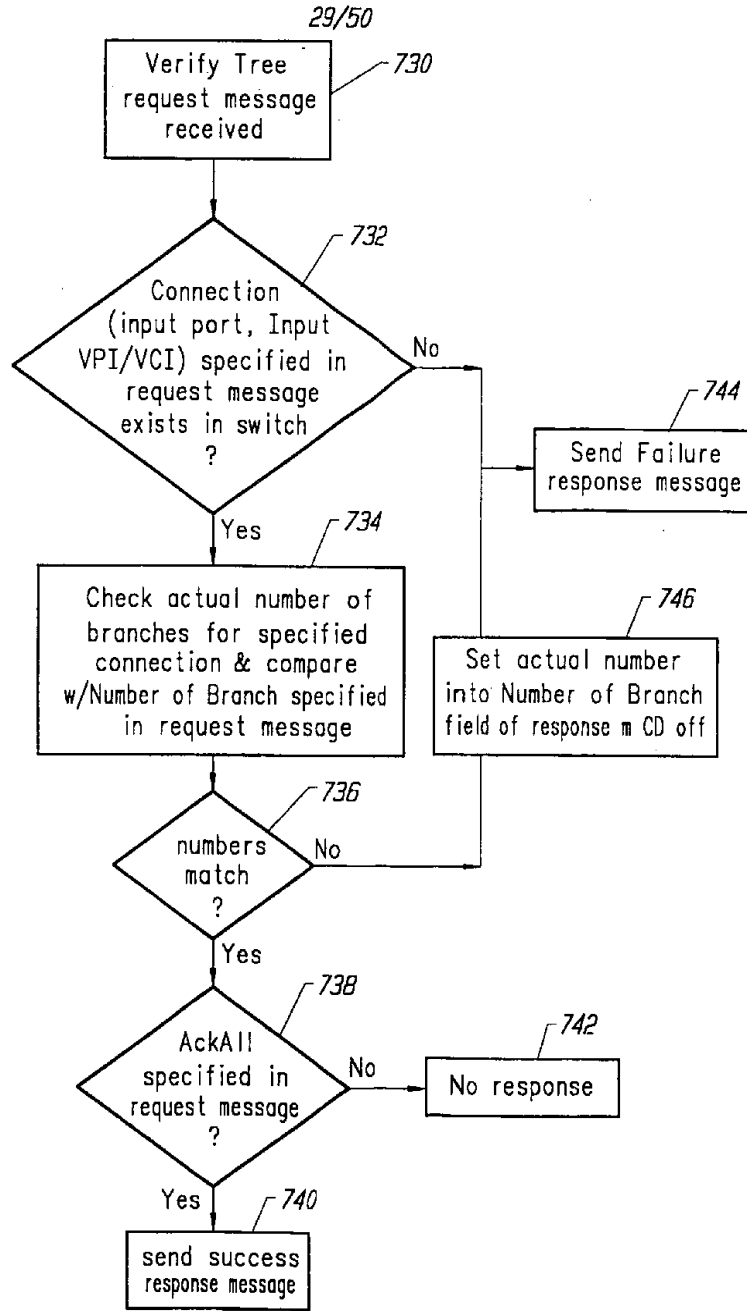 29/50
Verify Tree
request message
received
730
732
Connection
(input port, Input
VPI/VCI) specified in
request message
exists in switch
?
No
744
Send Failure
response message
Yes
734
Check actual number of
branches for specified
connection & compare
w/Number of Branch specified
in request message
746
Set actual number
into Number of Branch
field of response m CD off
736
numbers
match
?
No
Yes
738
AckAll
specified in
request message
?
No
742
No response
Yes
740
send success
response message